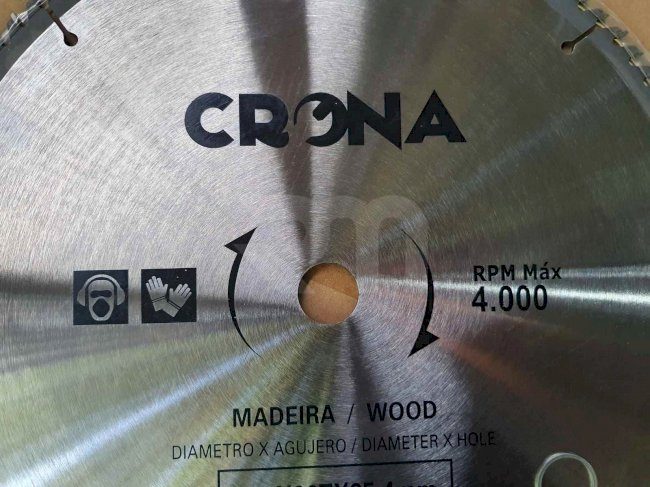 CRONA
RPM Máx
4.000
MADEIRA / WOOD
DIAMETRO X AGUJERO / DIAMETER X HOLE